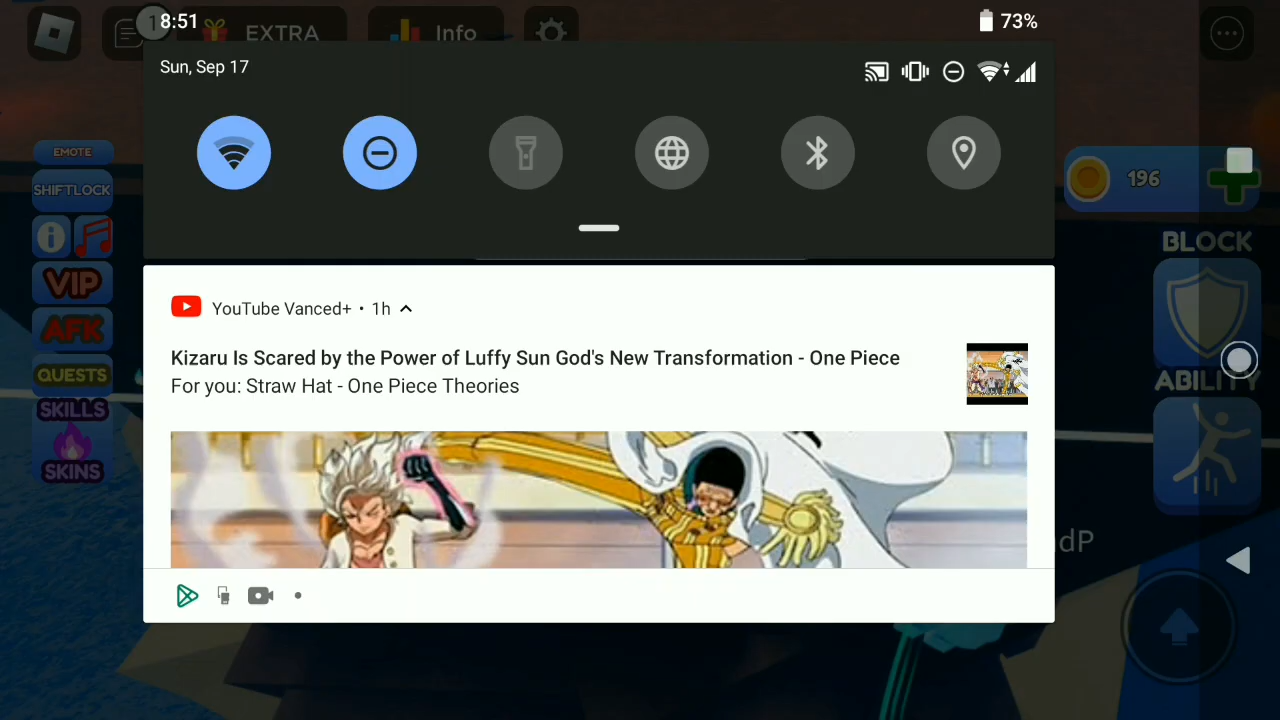 18:51
73%
EXTRA
Info
Sun, Sep 17
EMOTE
SHIFTLOCK
VIP
AFK
QUESTS
SKILLS
SKINS
196
BLOCK
ABILITY
YouTube Vanced+ • 1h
Kizaru Is Scared by the Power of Luffy Sun God's New Transformation - One Piece
For you: Straw Hat - One Piece Theories
dP